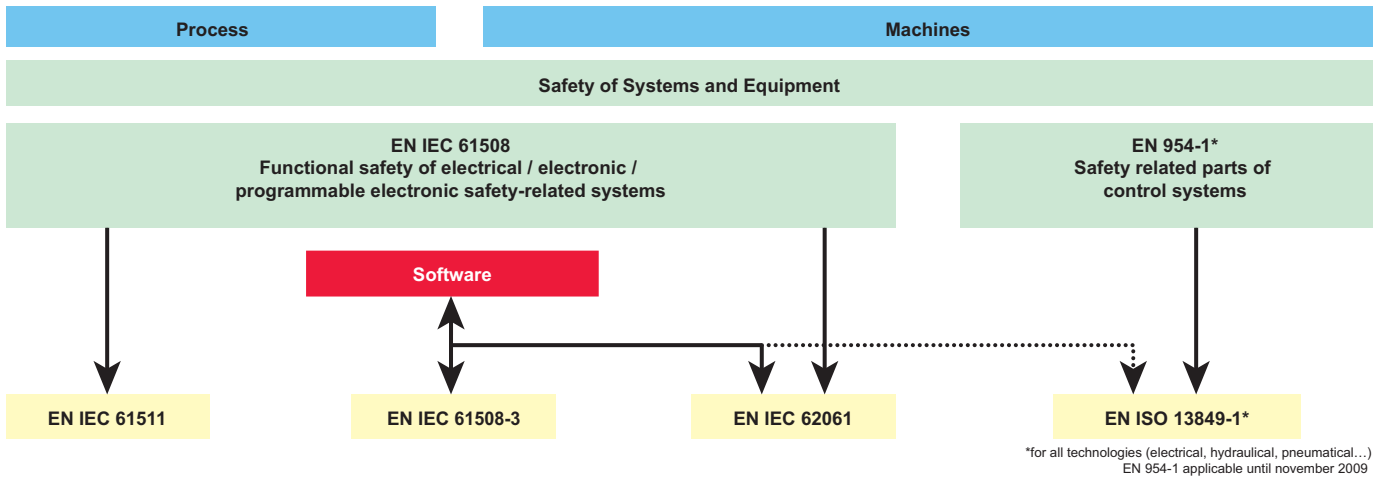 Process
Machines
Safety of Systems and Equipment
EN IEC 61508
Functional safety of electrical / electronic /
programmable electronic safety-related systems
EN 954-1*
Safety related parts of
control systems
Software
EN IEC 61511
EN IEC 61508-3
EN IEC 62061
EN ISO 13849-1*
*for all technologies (electrical, hydraulical, pneumatical...)
EN 954-1 applicable until november 2009